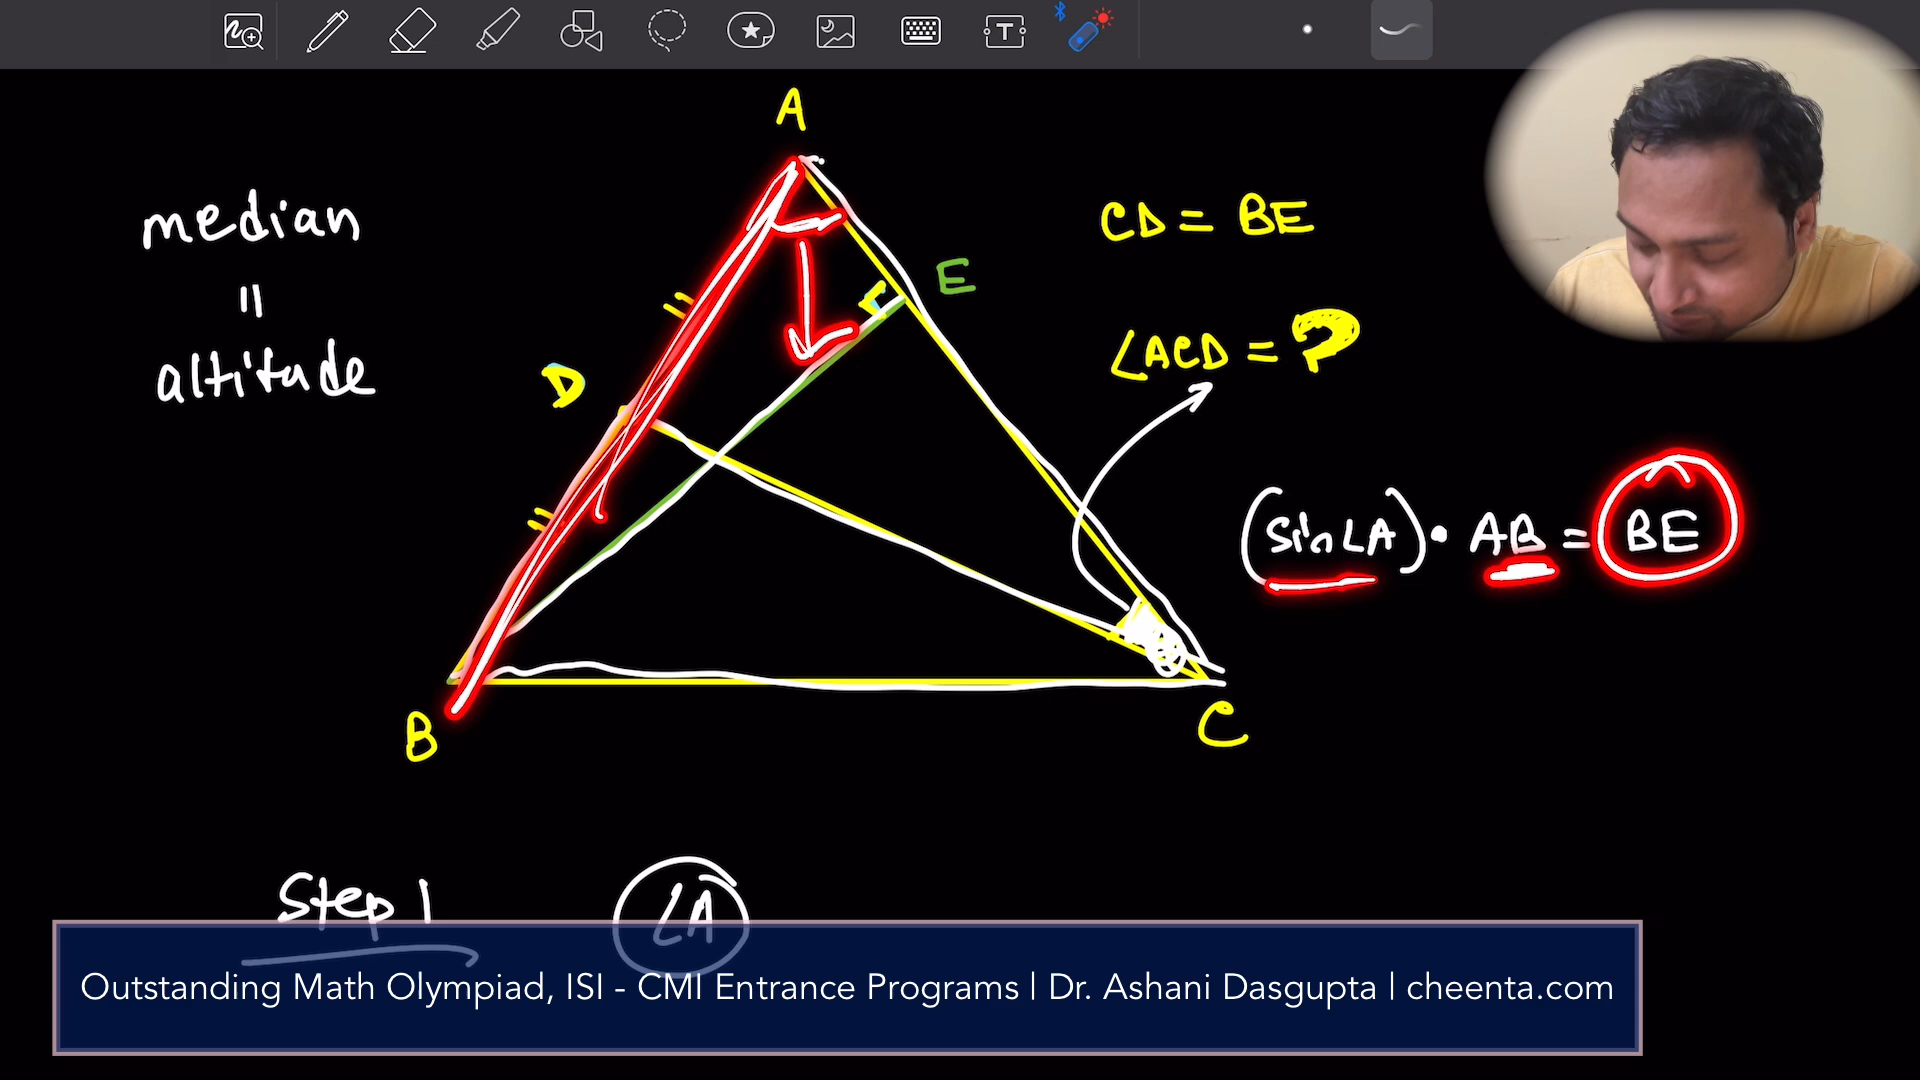 A
median
=
altitude
CD = BE
E
∠ACD = ?
D
(Sin∠A) • AB = BE
B
C
Step 1
∠A
Outstanding Math Olympiad, ISI - CMI Entrance Programs | Dr. Ashani Dasgupta | cheenta.com